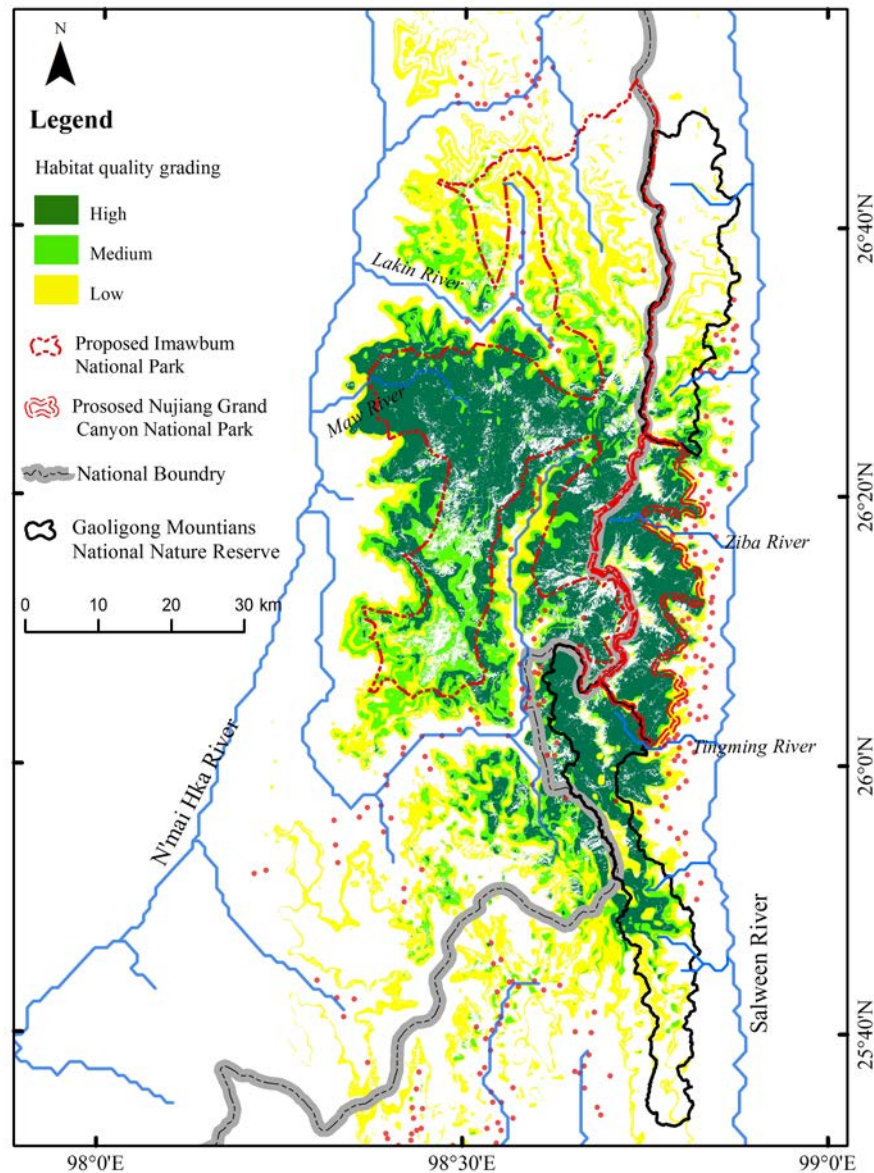 N
Legend
Habitat quality grading
High
Medium
Low
Proposed Imawbum
National Park
Prososed Nujiang Grand
Canyon National Park
National Boundry
Gaoligong Mountians
National Nature Reserve
0 10 20 30 km
Lakin River
Maw River
Ziba River
Tingming River
N'mai Hka River
Salween River
26°40'N
26°20'N
26°0'N
25°40'N
98°0'E 98°30'E 99°0'E